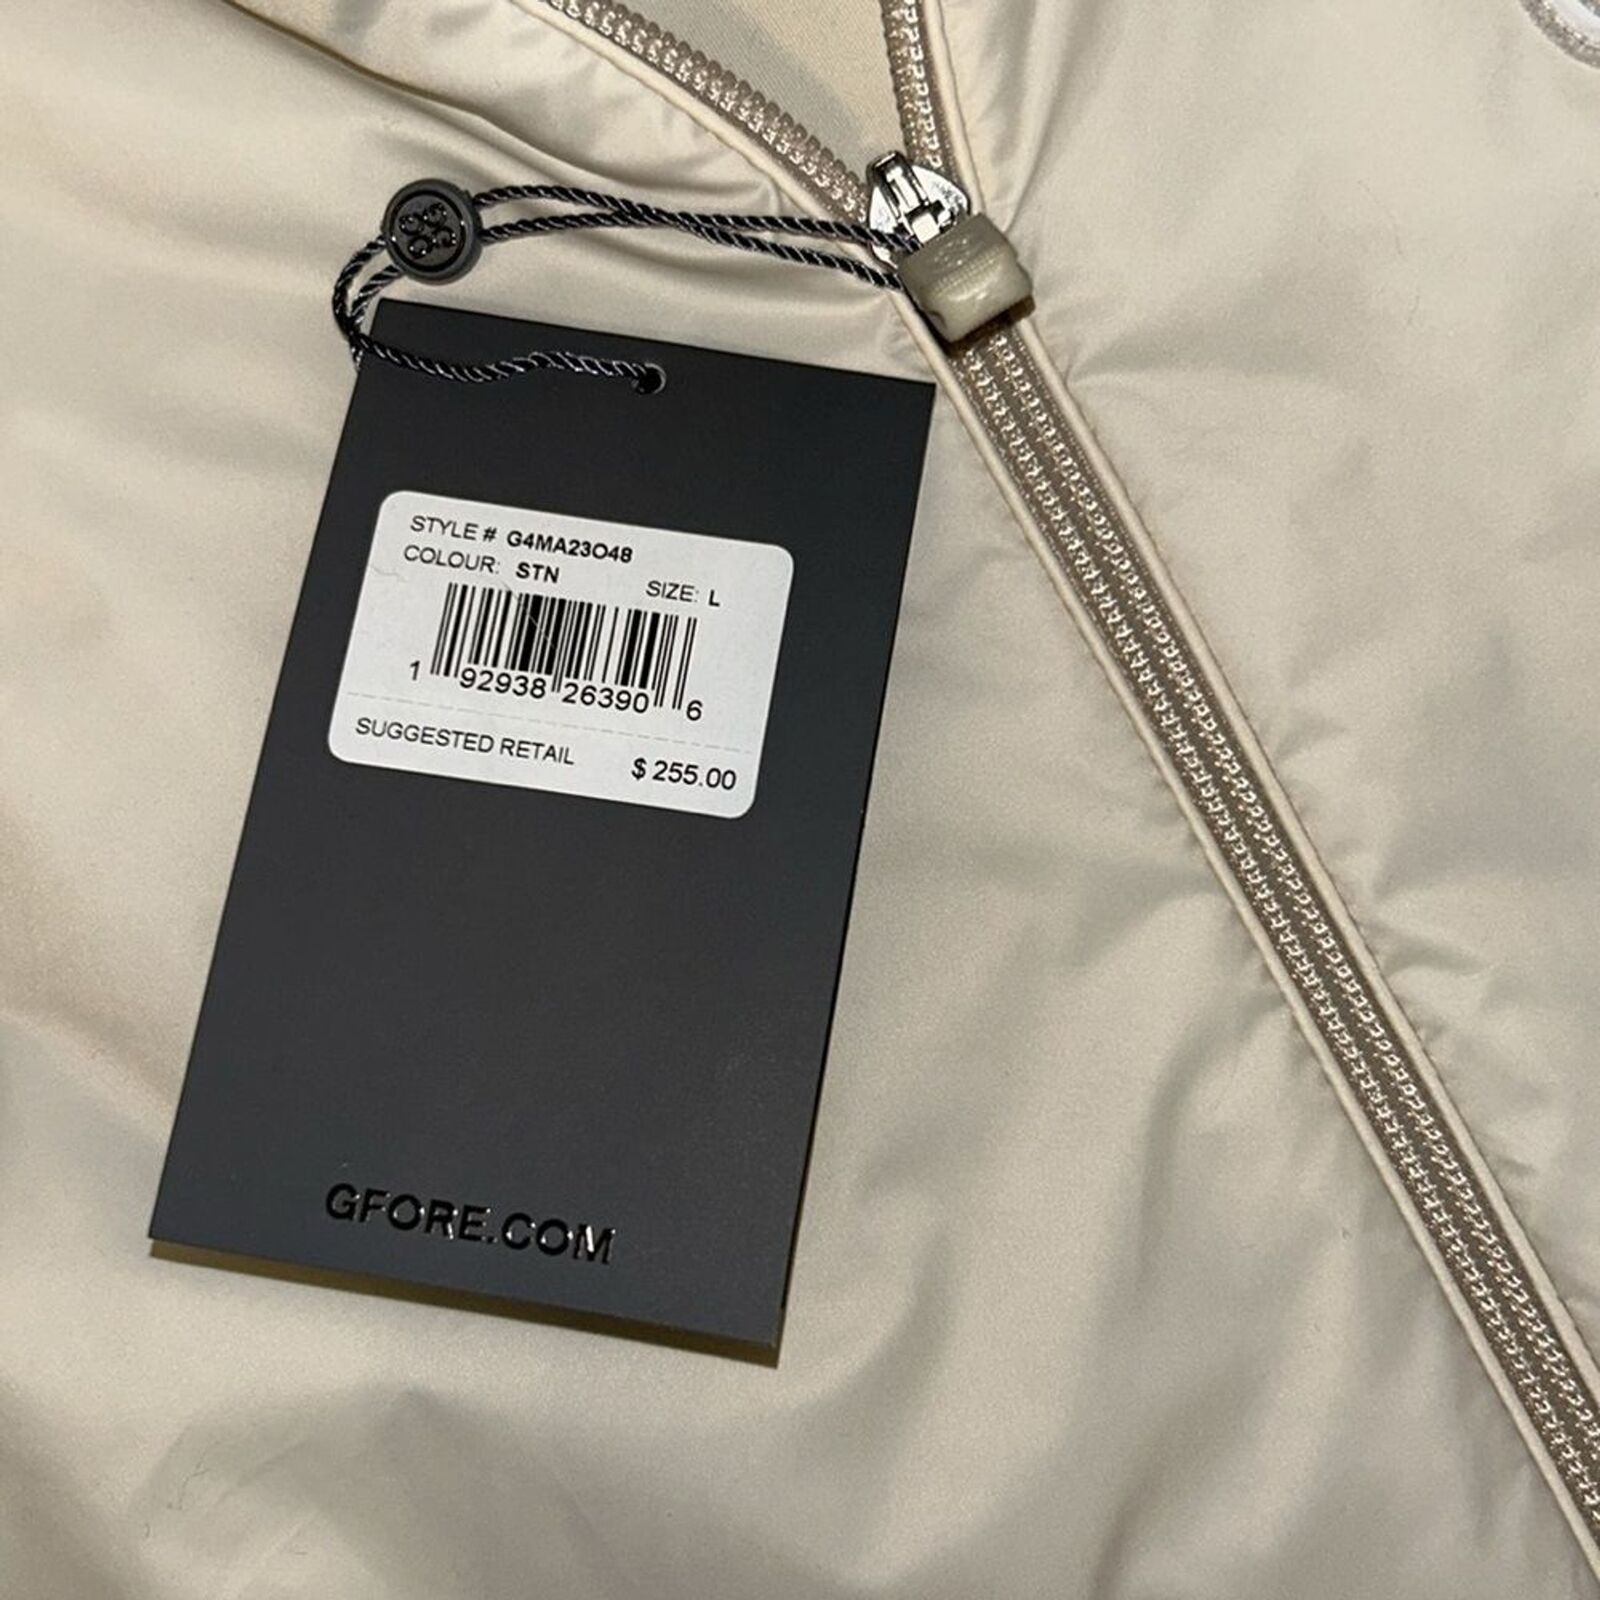 STYLE # G4MA23O48
COLOUR: STN
SIZE: L
1 92938 26390 6
SUGGESTED RETAIL $ 255.00
GFORE.COM